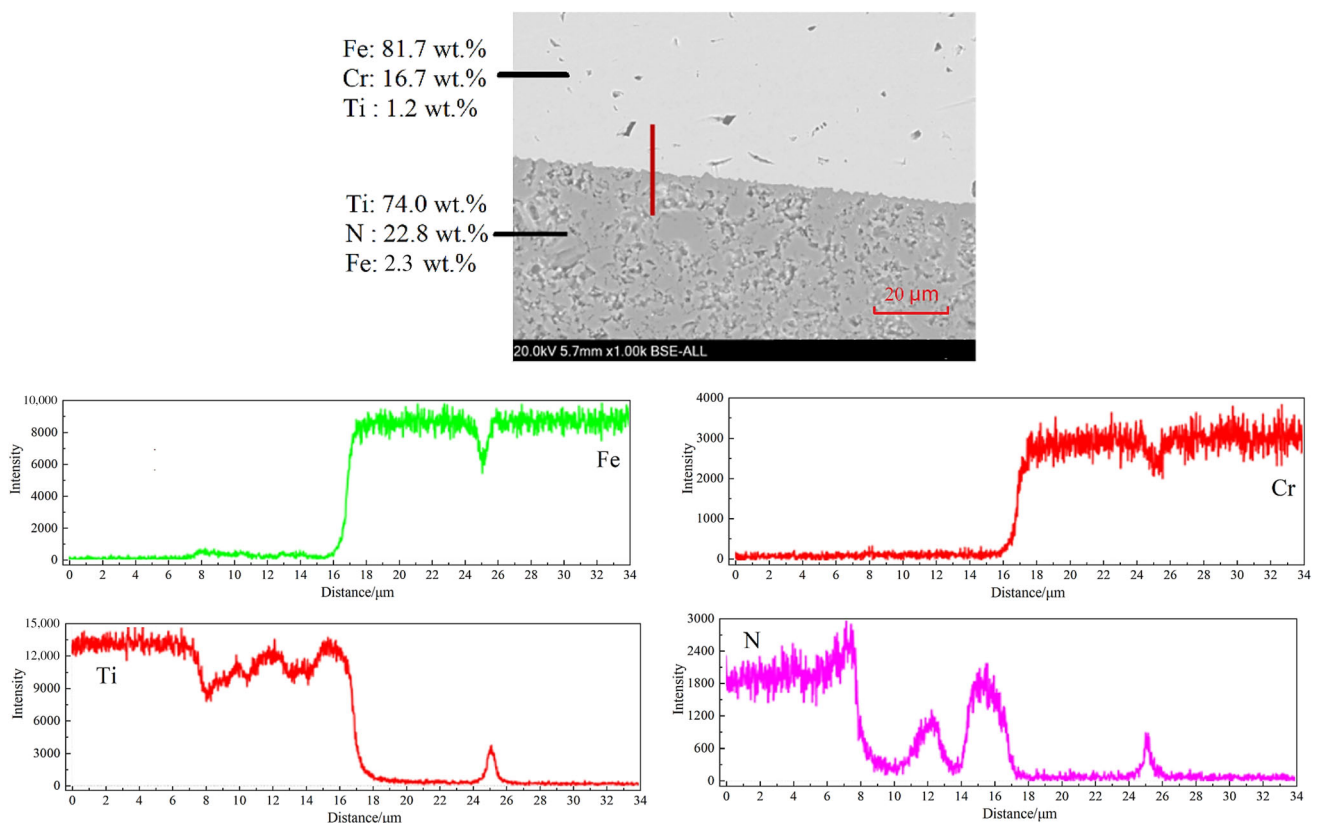 Fe: 81.7 wt.%
Cr: 16.7 wt.%
Ti : 1.2 wt.%
Ti: 74.0 wt.%
N : 22.8 wt.%
Fe: 2.3 wt.%
20 μm
20.0kV 5.7mm x1.00k BSE-ALL
10,000
8000
6000
4000
2000
0
Intensity
Fe
0 2 4 6 8 10 12 14 16 18 20 22 24 26 28 30 32 34
Distance/μm
4000
3000
2000
1000
0
Intensity
Cr
0 2 4 6 8 10 12 14 16 18 20 22 24 26 28 30 32 34
Distance/μm
15,000
12,000
9000
6000
3000
0
Intensity
Ti
0 2 4 6 8 10 12 14 16 18 20 22 24 26 28 30 32 34
Distance/μm
3000
2400
1800
1200
600
0
Intensity
N
0 2 4 6 8 10 12 14 16 18 20 22 24 26 28 30 32 34
Distance/μm